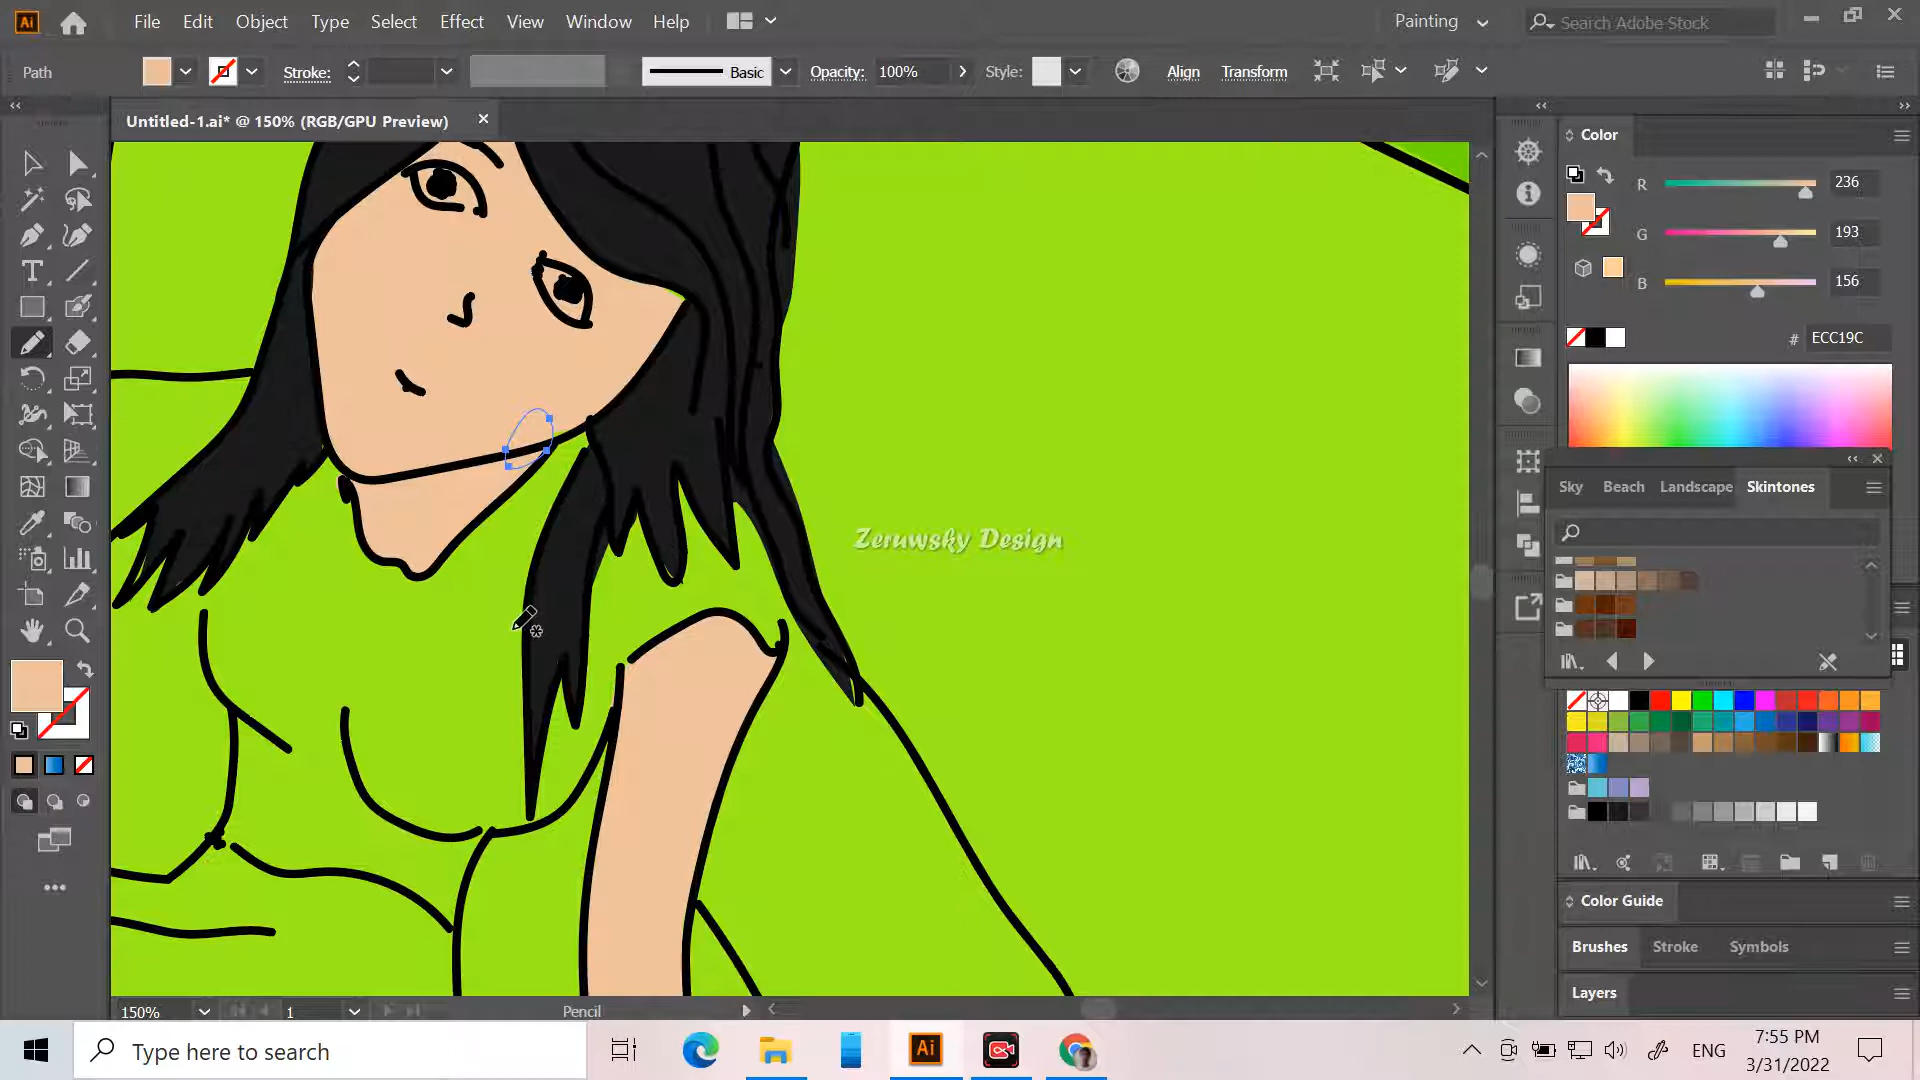 Ai File Edit Object Type Select Effect View Window Help Painting Search Adobe Stock
Path Stroke: Basic Opacity: 100% Style: Align Transform
Untitled-1.ai* @ 150% (RGB/GPU Preview)
Color
R 236
G 193
B 156
# ECC19C
Sky Beach Landscape Skintones
Zeruwsky Design
Color Guide
Brushes Stroke Symbols
Layers
150% 1 Pencil
Type here to search
Ai
ENG
7:55 PM
3/31/2022